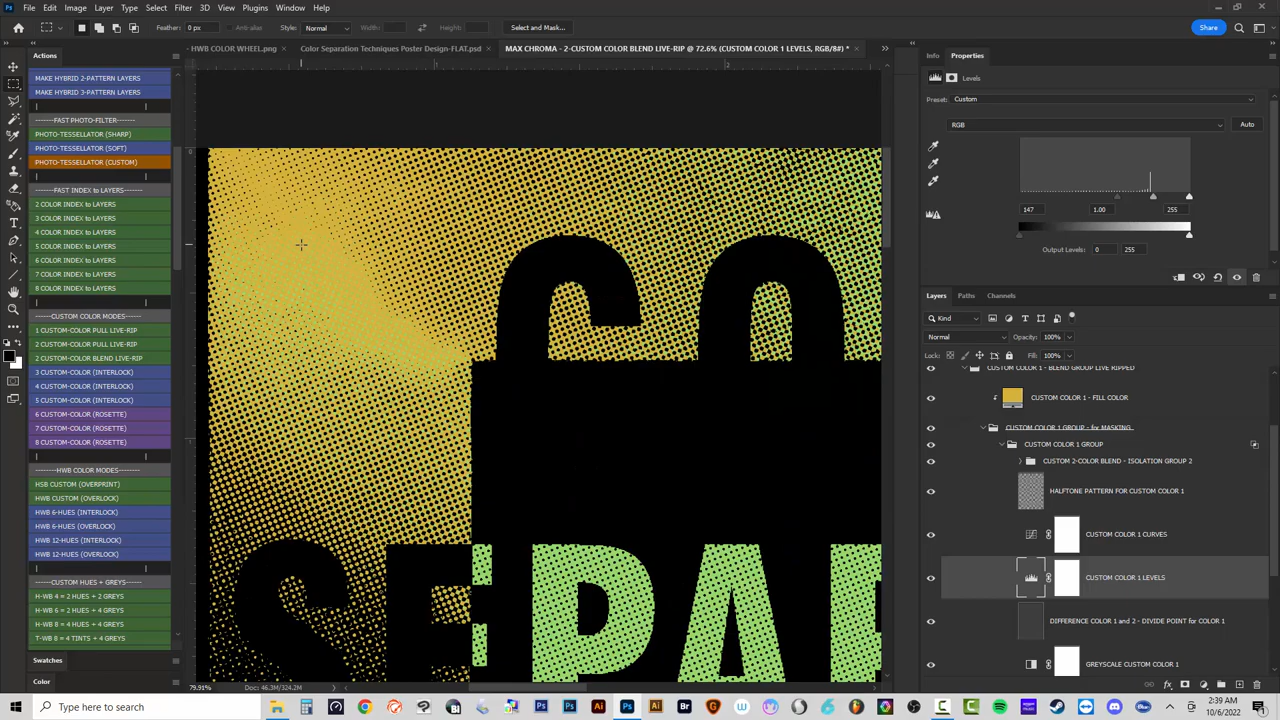 File Edit Image Layer Type Select Filter 3D View Plugins Window Help
Feather: 0 px Anti-alias Style: Normal Width: Height: Select and Mask... Share
Actions
- HWB COLOR WHEEL.png × Color Separation Techniques Poster Design-FLAT.psd × MAX CHROMA - 2-CUSTOM COLOR BLEND LIVE-RIP @ 72.6% (CUSTOM COLOR 1 LEVELS, RGB/8#) * ×
MAKE HYBRID 2-PATTERN LAYERS
MAKE HYBRID 3-PATTERN LAYERS
| |
------FAST PHOTO-FILTER------
PHOTO-TESSELLATOR (SHARP)
PHOTO-TESSELLATOR (SOFT)
PHOTO-TESSELLATOR (CUSTOM)
| |
------FAST INDEX to LAYERS------
2 COLOR INDEX to LAYERS
3 COLOR INDEX to LAYERS
4 COLOR INDEX to LAYERS
5 COLOR INDEX to LAYERS
6 COLOR INDEX to LAYERS
7 COLOR INDEX to LAYERS
8 COLOR INDEX to LAYERS
| |
------CUSTOM COLOR MODES------
1 CUSTOM-COLOR PULL LIVE-RIP
2 CUSTOM-COLOR PULL LIVE-RIP
2 CUSTOM-COLOR BLEND LIVE-RIP
3 CUSTOM-COLOR (INTERLOCK)
4 CUSTOM-COLOR (INTERLOCK)
5 CUSTOM-COLOR (INTERLOCK)
6 CUSTOM-COLOR (ROSETTE)
7 CUSTOM-COLOR (ROSETTE)
8 CUSTOM-COLOR (ROSETTE)
| |
------HWB COLOR MODES------
HSB CUSTOM (OVERPRINT)
HWB CUSTOM (OVERLOCK)
HWB 6-HUES (INTERLOCK)
HWB 6-HUES (OVERLOCK)
HWB 12-HUES (INTERLOCK)
HWB 12-HUES (OVERLOCK)
| |
------CUSTOM HUES + GREYS------
H-WB 4 = 2 HUES + 2 GREYS
H-WB 6 = 2 HUES + 4 GREYS
H-WB 8 = 4 HUES + 4 GREYS
T-WB 8 = 4 TINTS + 4 GREYS
Swatches
Color
1 2
0
1
SEPAR
79.91% Doc: 46.3M/324.2M
Info Properties
Levels
Preset: Custom
RGB Auto
147 1.00 255
Output Levels: 0 255
Layers Paths Channels
Kind
Normal Opacity: 100%
Lock: Fill: 100%
CUSTOM COLOR 1 - BLEND GROUP LIVE RIPPED
CUSTOM COLOR 1 - FILL COLOR
CUSTOM COLOR 1 GROUP - for MASKING
CUSTOM COLOR 1 GROUP
CUSTOM 2-COLOR BLEND - ISOLATION GROUP 2
HALFTONE PATTERN FOR CUSTOM COLOR 1
CUSTOM COLOR 1 CURVES
CUSTOM COLOR 1 LEVELS
DIFFERENCE COLOR 1 and 2 - DIVIDE POINT for COLOR 1
GREYSCALE CUSTOM COLOR 1
Type here to search
2:39 AM
10/6/2022